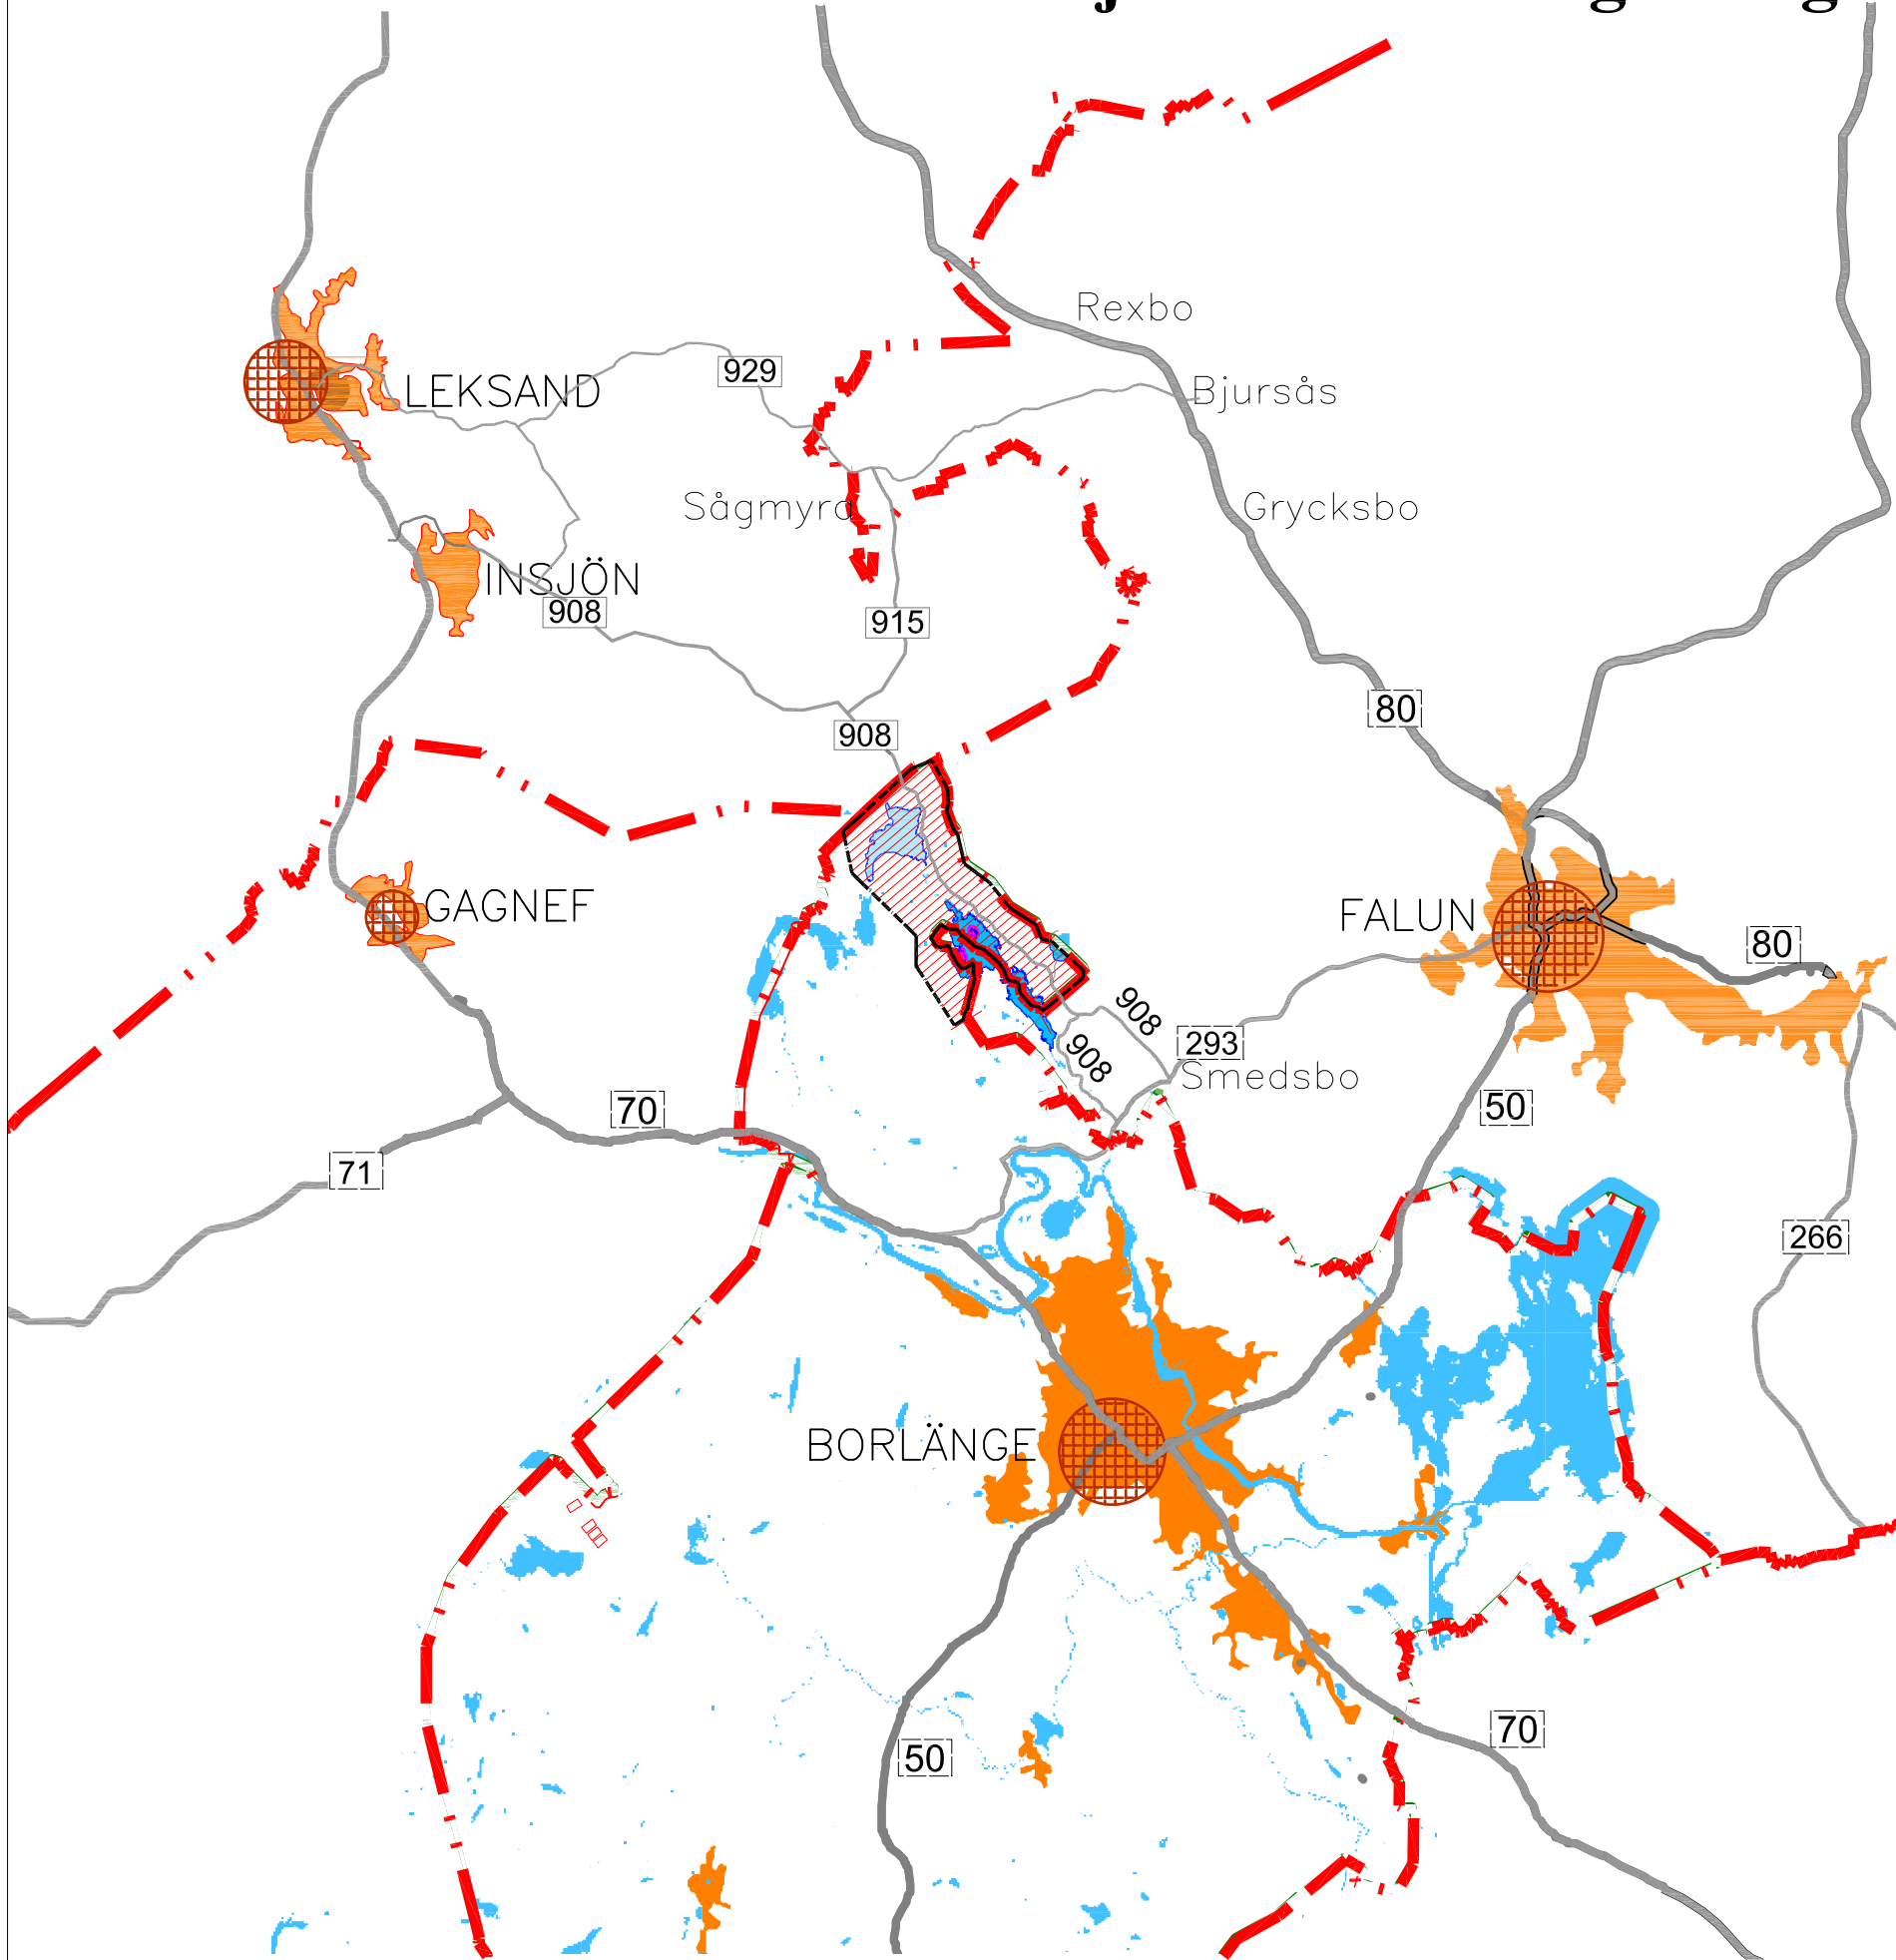 Rexbo
929
LEKSAND
Bjursås
Sågmyra
Grycksbo
INSJÖN
908
915
80
908
GAGNEF
FALUN
80
908
293
908
Smedsbo
70
50
71
266
BORLÄNGE
70
50